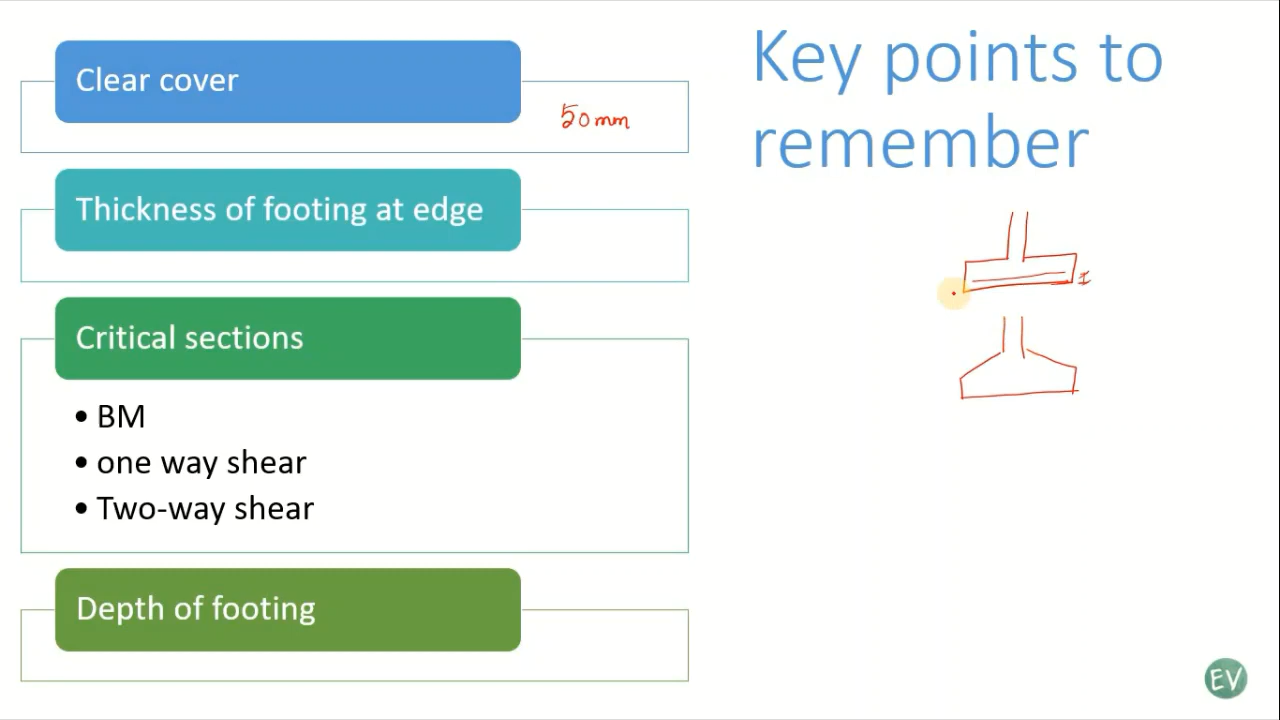 Key points to
remember
Clear cover
50mm
Thickness of footing at edge
Critical sections
• BM
• one way shear
• Two-way shear
Depth of footing
EV